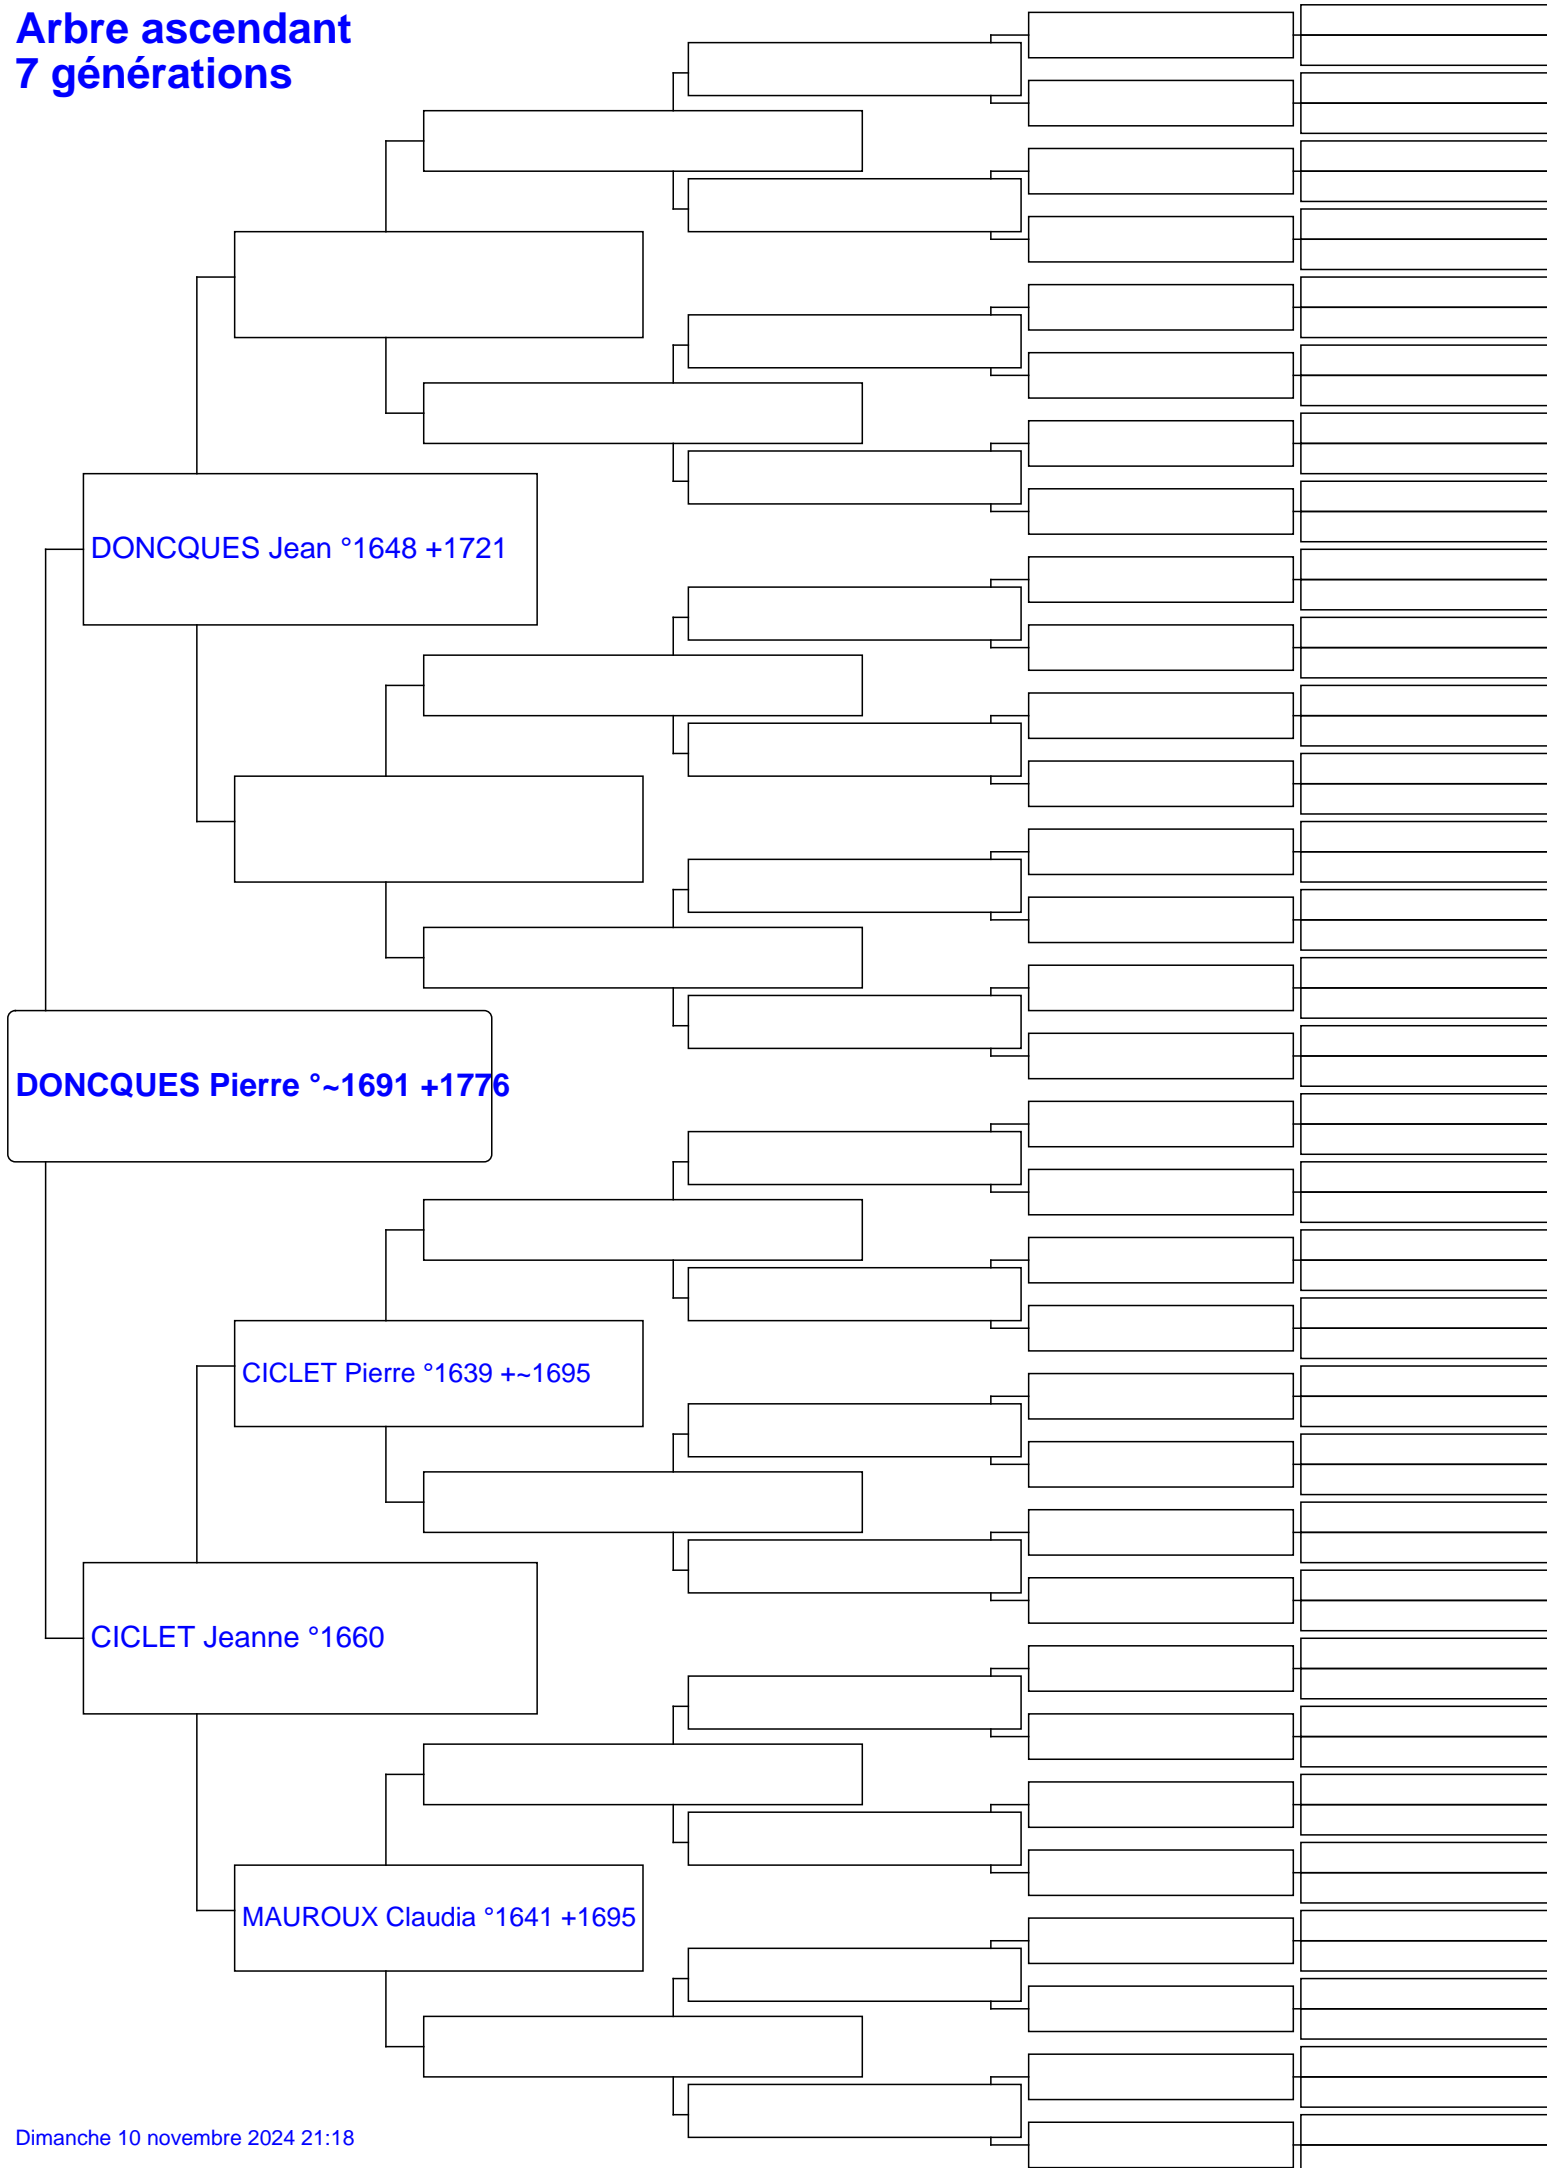 Arbre ascendant
7 générations
DONCQUES Jean °1648 +1721
DONCQUES Pierre °~1691 +1776
CICLET Pierre °1639 +~1695
CICLET Jeanne °1660
MAUROUX Claudia °1641 +1695
Dimanche 10 novembre 2024 21:18